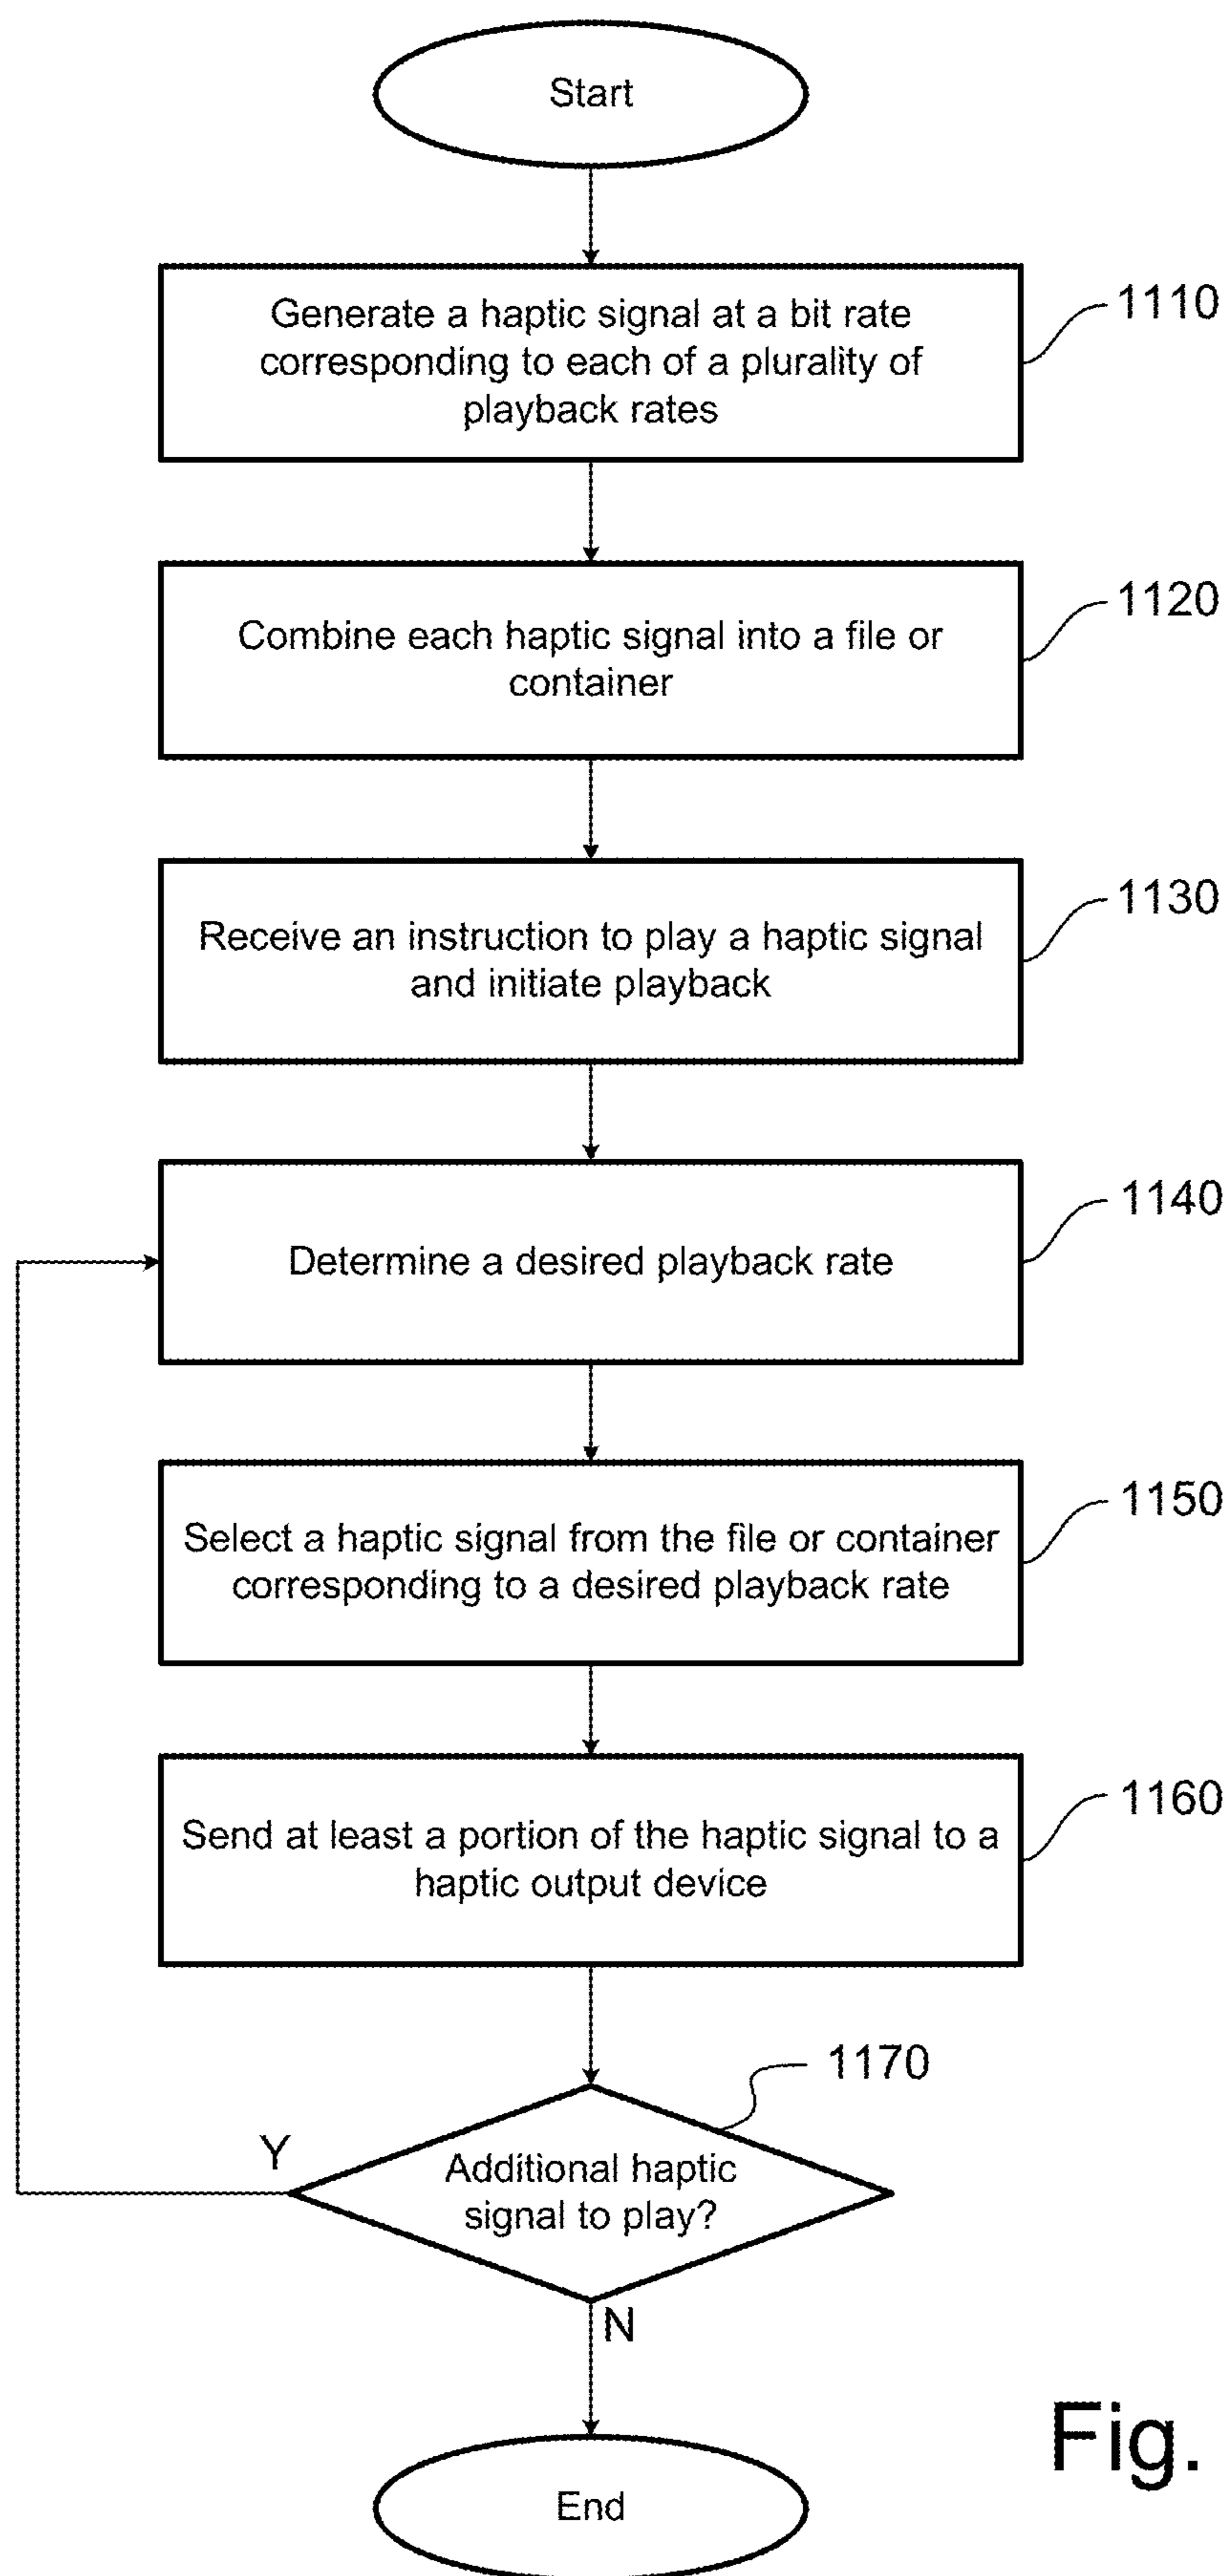 Start
Generate a haptic signal at a bit rate
corresponding to each of a plurality of
playback rates
1110
Combine each haptic signal into a file or
container
1120
Receive an instruction to play a haptic signal
and initiate playback
1130
Determine a desired playback rate
1140
Select a haptic signal from the file or container
corresponding to a desired playback rate
1150
Send at least a portion of the haptic signal to a
haptic output device
1160
Additional haptic
signal to play?
1170
Y
N
End
Fig.